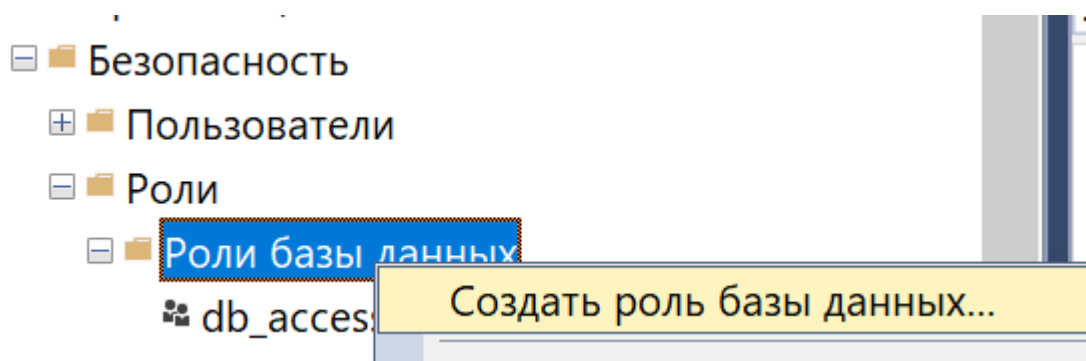 Безопасность
Пользователи
Роли
Роли базы данных
Создать роль базы данных...
db_access